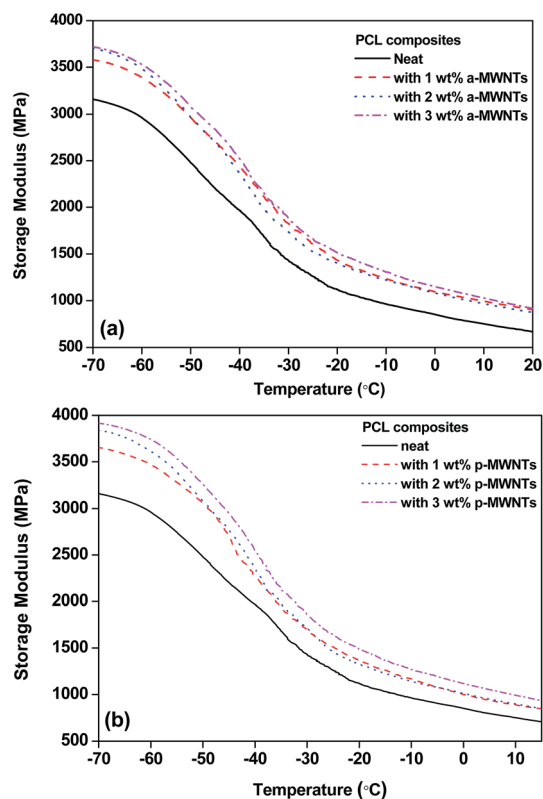 4000
3500
3000
2500
2000
1500
1000
500
Storage Modulus (MPa)
PCL composites
Neat
with 1 wt% a-MWNTs
with 2 wt% a-MWNTs
with 3 wt% a-MWNTs
(a)
-70 -60 -50 -40 -30 -20 -10 0 10 20
Temperature (°C)
4000
3500
3000
2500
2000
1500
1000
500
Storage Modulus (MPa)
PCL composites
neat
with 1 wt% p-MWNTs
with 2 wt% p-MWNTs
with 3 wt% p-MWNTs
(b)
-70 -60 -50 -40 -30 -20 -10 0 10
Temperature (°C)